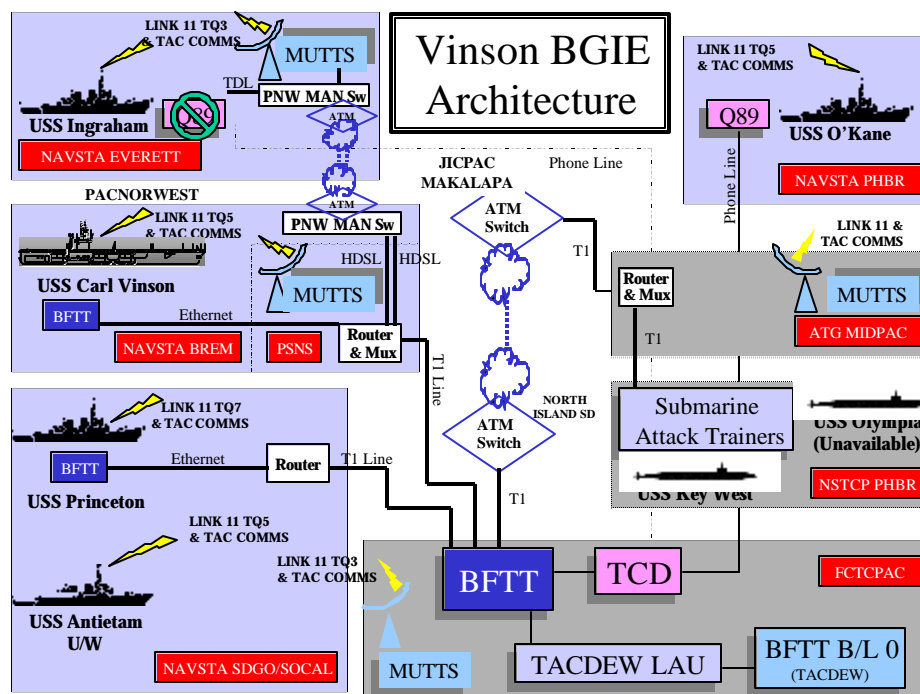 Vinson BGIE
Architecture
LINK 11 TQ3
& TAC COMMS
MUTTS
TDL
PNW MAN Sw
Q89
USS Ingraham
NAVSTA EVERETT
ATM
PACNORWEST
ATM
PNW MAN Sw
LINK 11 TQ5
& TAC COMMS
HDSL
HDSL
USS Carl Vinson
MUTTS
BFTT
Ethernet
NAVSTA BREM
PSNS
Router
& Mux
T1 Line
JICPAC
MAKALAPA
Phone Line
ATM
Switch
T1
NORTH
ISLAND SD
ATM
Switch
T1
LINK 11 TQ5
& TAC COMMS
Q89
USS O'Kane
Phone Line
NAVSTA PHBR
LINK 11 &
TAC COMMS
Router
& Mux
MUTTS
ATG MIDPAC
T1
Submarine
Attack Trainers
USS Olympia
(Unavailable)
USS Key West
NSTCP PHBR
LINK 11 TQ7
& TAC COMMS
BFTT
Ethernet
Router
T1 Line
USS Princeton
LINK 11 TQ5
& TAC COMMS
USS Antietam
U/W
NAVSTA SDGO/SOCAL
LINK 11 TQ3
& TAC COMMS
MUTTS
BFTT
TCD
FCTCPAC
TACDEW LAU
BFTT B/L 0
(TACDEW)